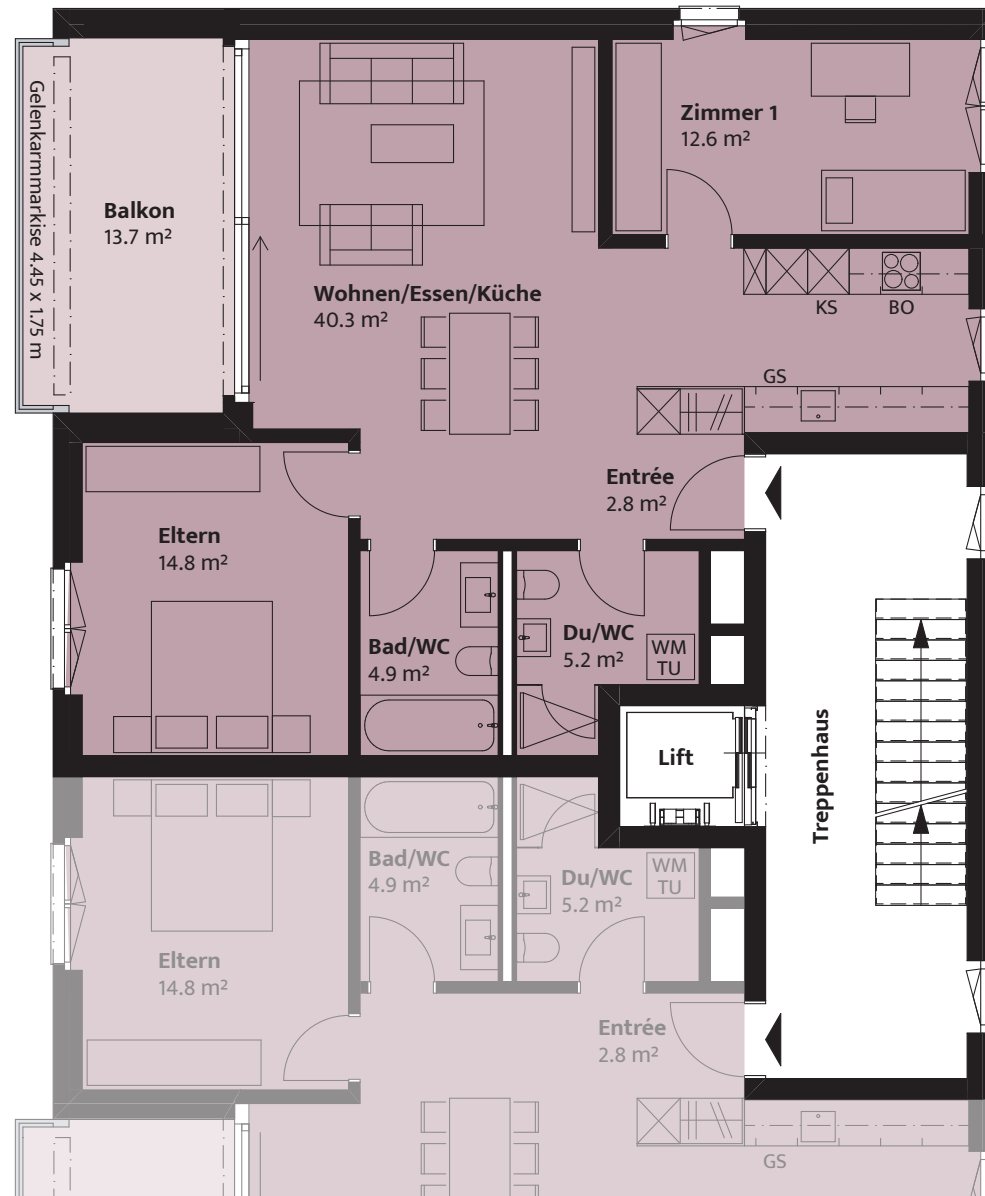 Gelenkarmmarkise 4.45 x 1.75 m
Balkon
13.7 m²
Zimmer 1
12.6 m²
Wohnen/Essen/Küche
40.3 m²
KS
BO
GS
Entrée
2.8 m²
Eltern
14.8 m²
Bad/WC
4.9 m²
Du/WC
5.2 m²
WM
TU
Lift
Treppenhaus
Bad/WC
4.9 m²
Du/WC
5.2 m²
WM
TU
Eltern
14.8 m²
Entrée
2.8 m²
GS